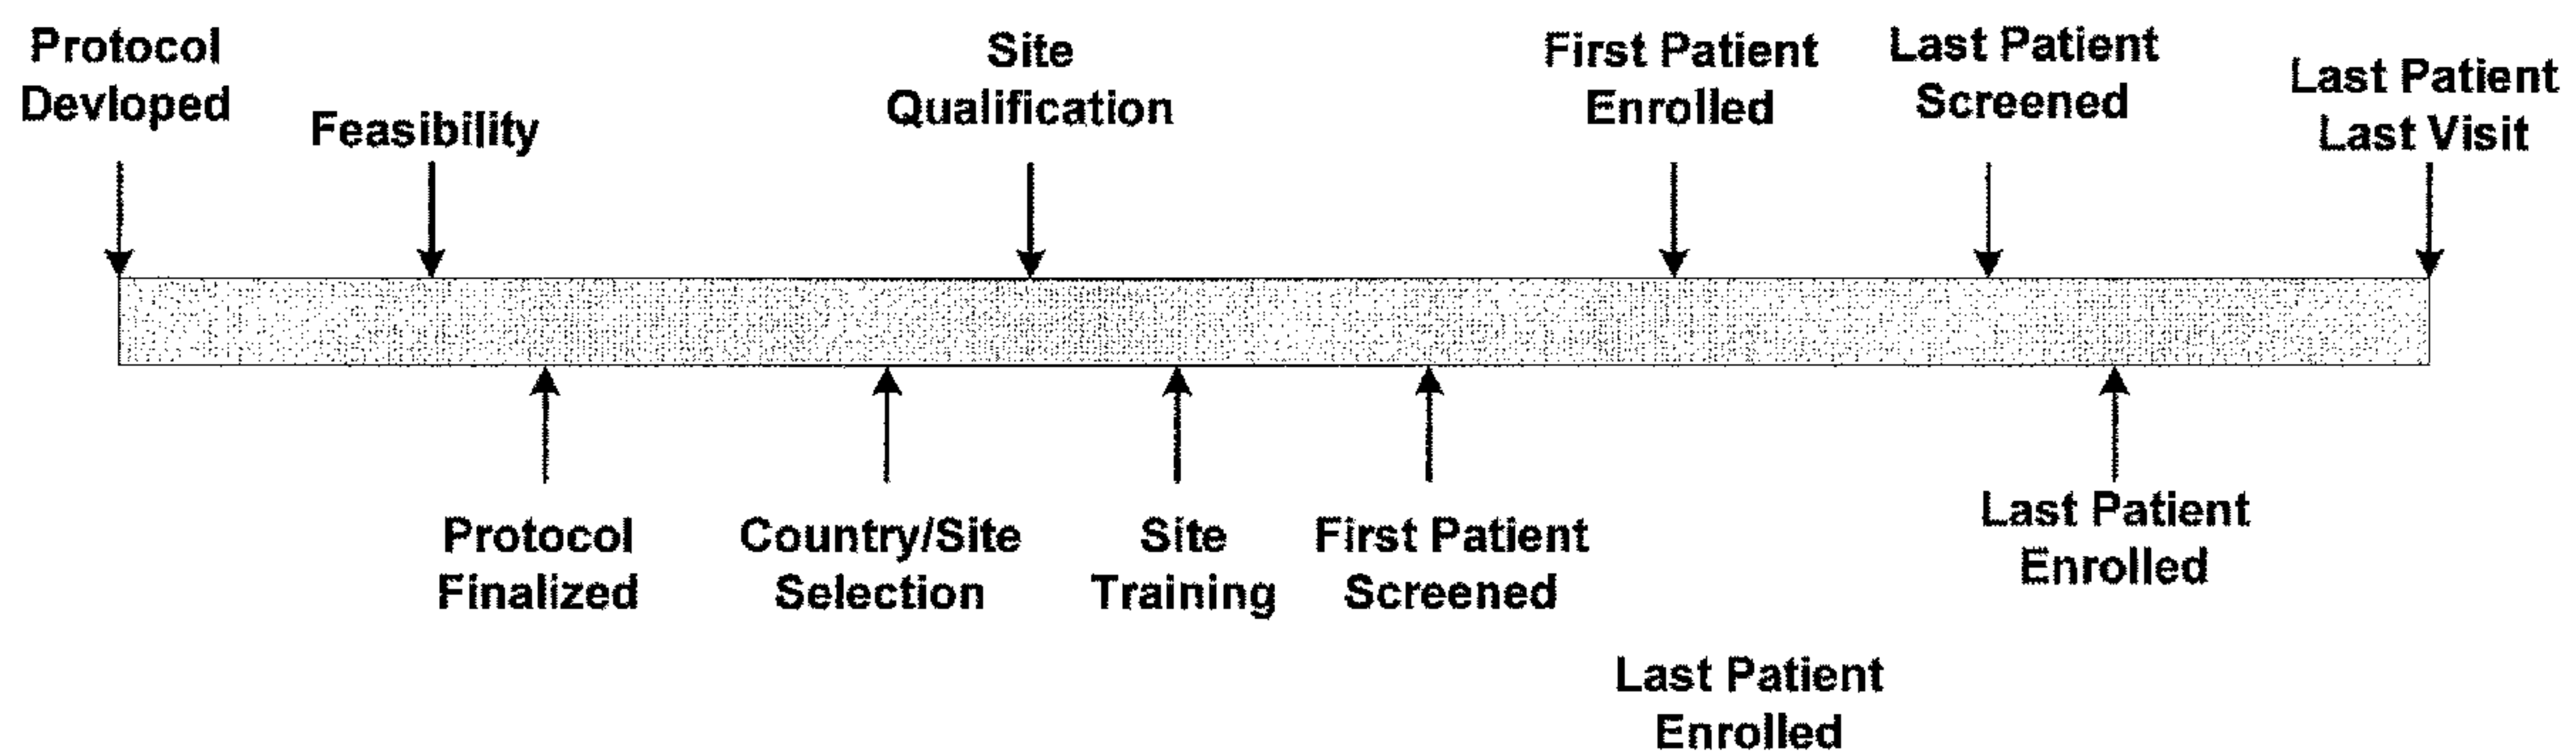 Protocol
Devloped
Feasibility
Site
Qualification
First Patient
Enrolled
Last Patient
Screened
Last Patient
Last Visit
Protocol
Finalized
Country/Site
Selection
Site
Training
First Patient
Screened
Last Patient
Enrolled
Last Patient
Enrolled